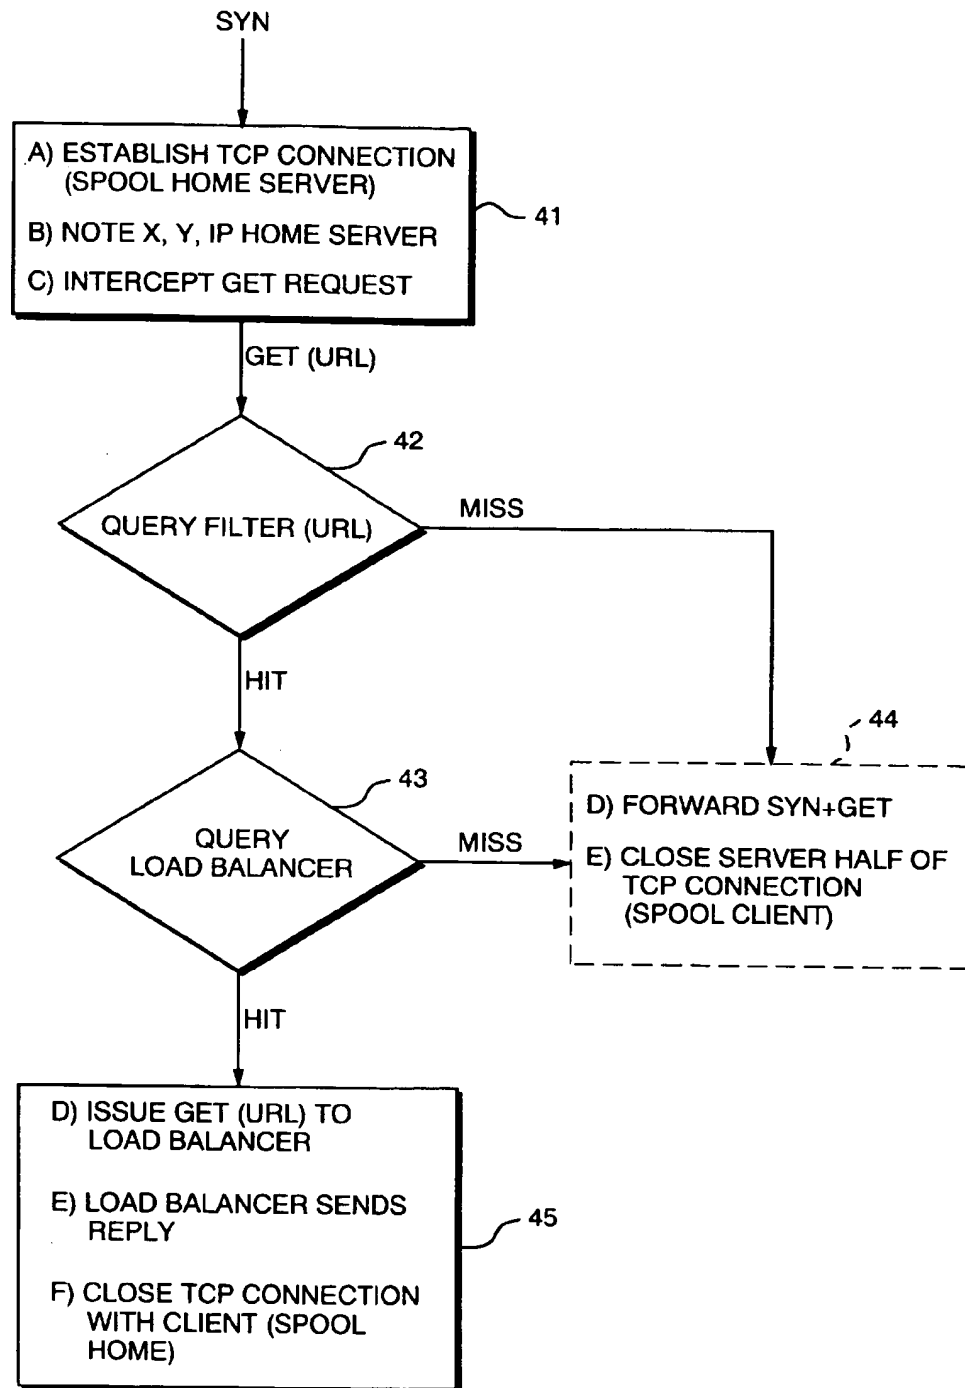 SYN
A) ESTABLISH TCP CONNECTION
(SPOOL HOME SERVER)
B) NOTE X, Y, IP HOME SERVER
C) INTERCEPT GET REQUEST
41
GET (URL)
42
QUERY FILTER (URL)
MISS
HIT
44
43
QUERY
LOAD BALANCER
MISS
D) FORWARD SYN+GET
E) CLOSE SERVER HALF OF
TCP CONNECTION
(SPOOL CLIENT)
HIT
D) ISSUE GET (URL) TO
LOAD BALANCER
E) LOAD BALANCER SENDS
REPLY
F) CLOSE TCP CONNECTION
WITH CLIENT (SPOOL
HOME)
45